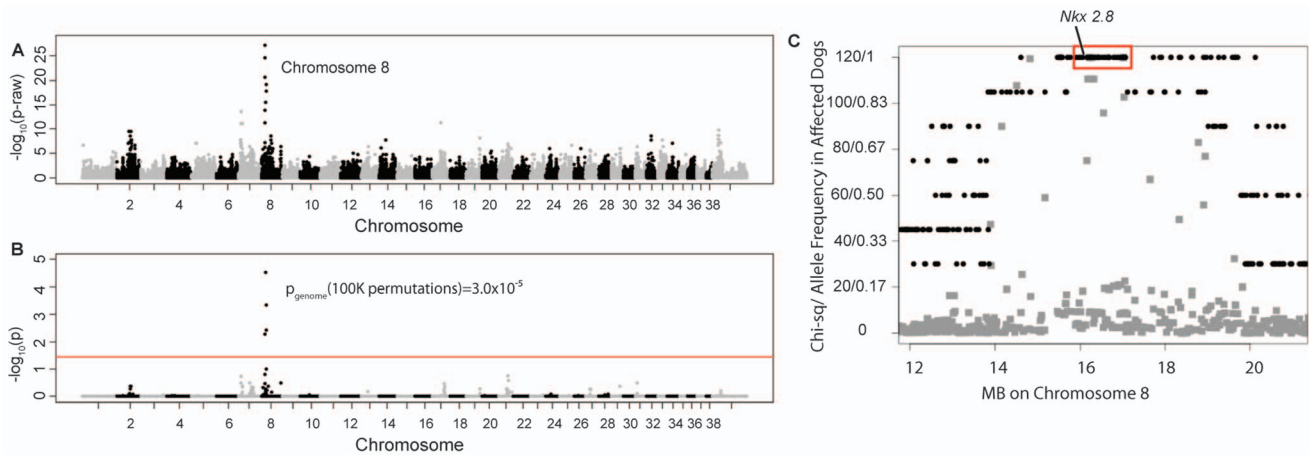 A
-log10(p-raw)
25
20
15
10
5
0
Chromosome 8
2 4 6 8 10 12 14 16 18 20 22 24 26 28 30 32 34 36 38
Chromosome
B
-log10(p)
5
4
3
2
1
0
pgenome(100K permutations)=3.0x10-5
2 4 6 8 10 12 14 16 18 20 22 24 26 28 30 32 34 36 38
Chromosome
C
Nkx 2.8
Chi-sq/ Allele Frequency in Affected Dogs
120/1
100/0.83
80/0.67
60/0.50
40/0.33
20/0.17
0
12 14 16 18 20
MB on Chromosome 8